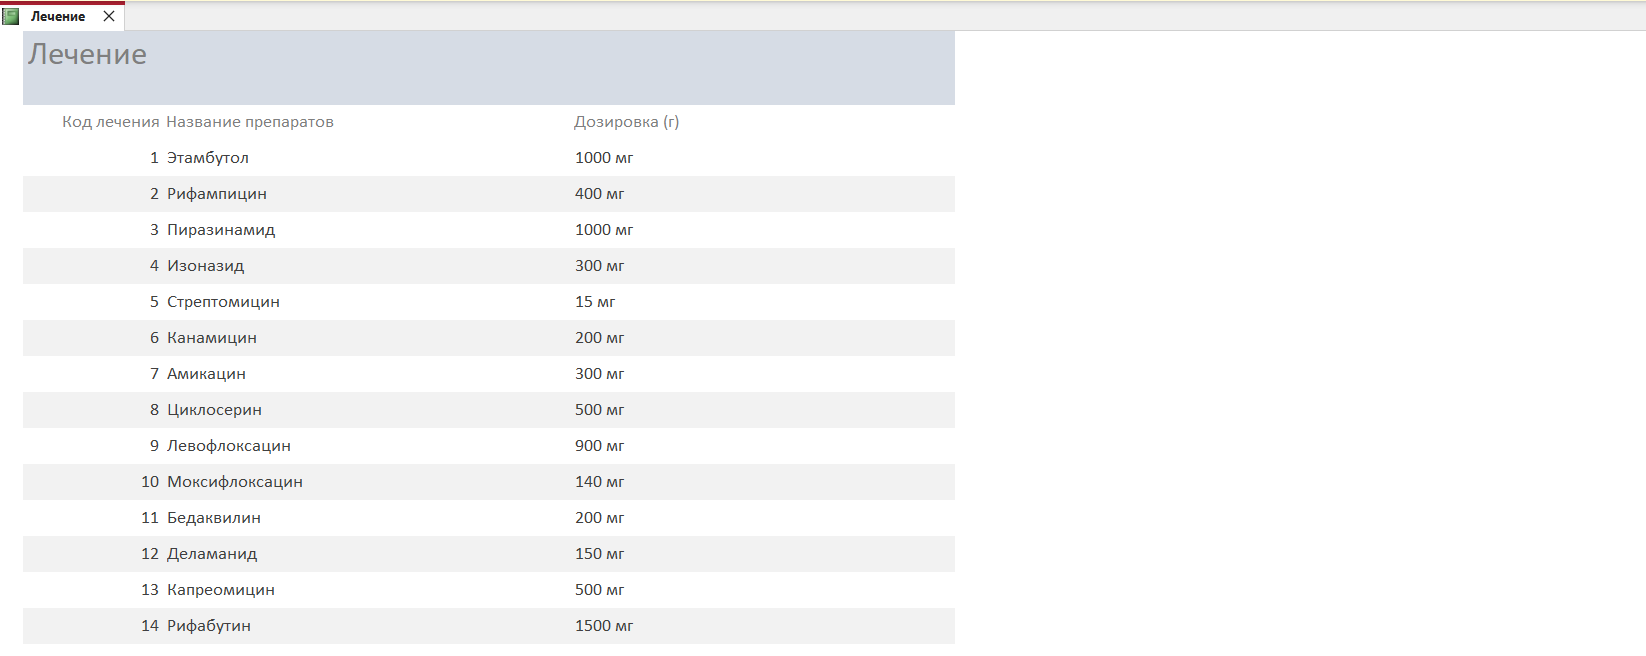 Лечение
Лечение
Код лечения Название препаратов Дозировка (г)
1 Этамбутол 1000 мг
2 Рифампицин 400 мг
3 Пиразинамид 1000 мг
4 Изоназид 300 мг
5 Стрептомицин 15 мг
6 Канамицин 200 мг
7 Амикацин 300 мг
8 Циклосерин 500 мг
9 Левофлоксацин 900 мг
10 Моксифлоксацин 140 мг
11 Бедаквилин 200 мг
12 Деламанид 150 мг
13 Капреомицин 500 мг
14 Рифабутин 1500 мг